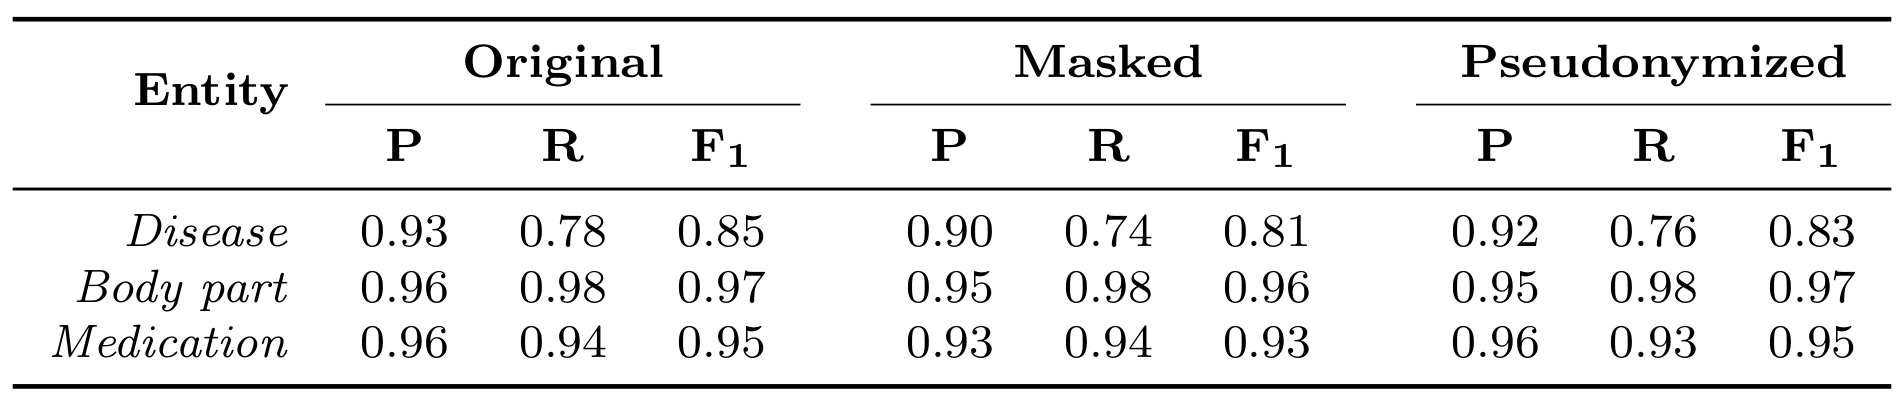 Entity Original Masked Pseudonymized
P R F1 P R F1 P R F1
Disease 0.93 0.78 0.85 0.90 0.74 0.81 0.92 0.76 0.83
Body part 0.96 0.98 0.97 0.95 0.98 0.96 0.95 0.98 0.97
Medication 0.96 0.94 0.95 0.93 0.94 0.93 0.96 0.93 0.95